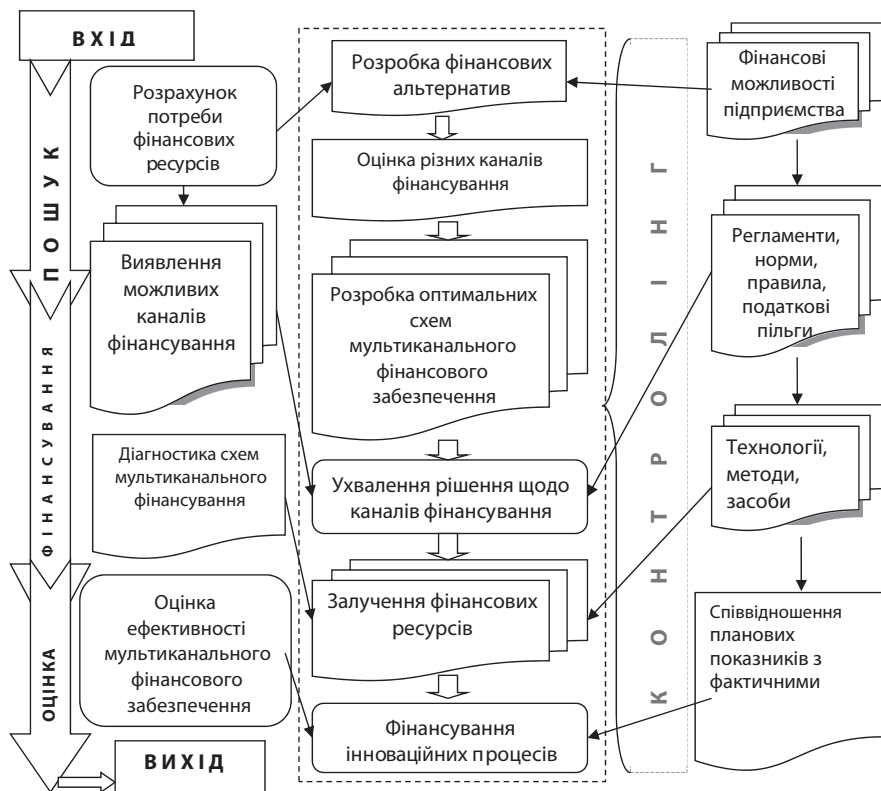 ВХІД
ПОШУК
ФІНАНСУВАННЯ
ОЦІНКА
ВИХІД
Розрахунок
потреби
фінансових
ресурсів
Виявлення
можливих
каналів
фінансування
Діагностика схем
мультиканального
фінансування
Оцінка
ефективності
мультиканального
фінансового
забезпечення
Розробка фінансових
альтернатив
Оцінка різних каналів
фінансування
Розробка оптимальних
схем
мультиканального
фінансового
забезпечення
Ухвалення рішення щодо
каналів фінансування
Залучення фінансових
ресурсів
Фінансування
інноваційних процесів
КОНТРОЛІНГ
Фінансові
можливості
підприємства
Регламенти,
норми,
правила,
податкові
пільги
Технології,
методи,
засоби
Співвідношення
планових
показників з
фактичними